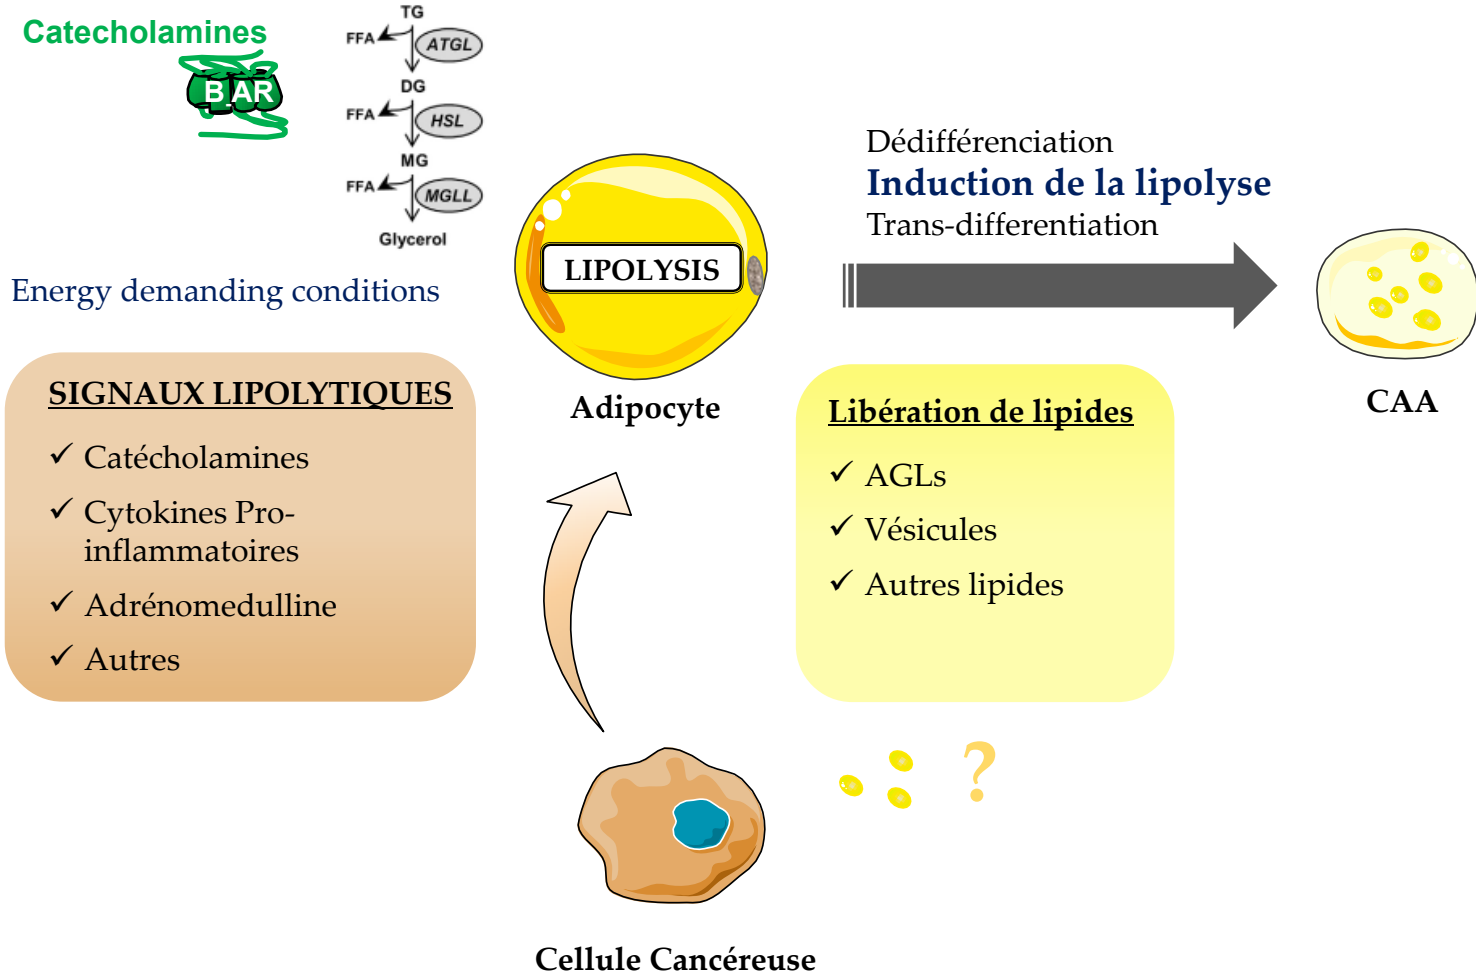 Catecholamines
B AR
TG
FFA
ATGL
DG
FFA
HSL
MG
FFA
MGLL
Glycerol
Energy demanding conditions
SIGNAUX LIPOLYTIQUES
✓ Catécholamines
✓ Cytokines Pro-
inflammatoires
✓ Adrénomedulline
✓ Autres
LIPOLYSIS
Adipocyte
Dédifférenciation
Induction de la lipolyse
Trans-differentiation
CAA
Libération de lipides
✓ AGLs
✓ Vésicules
✓ Autres lipides
?
Cellule Cancéreuse